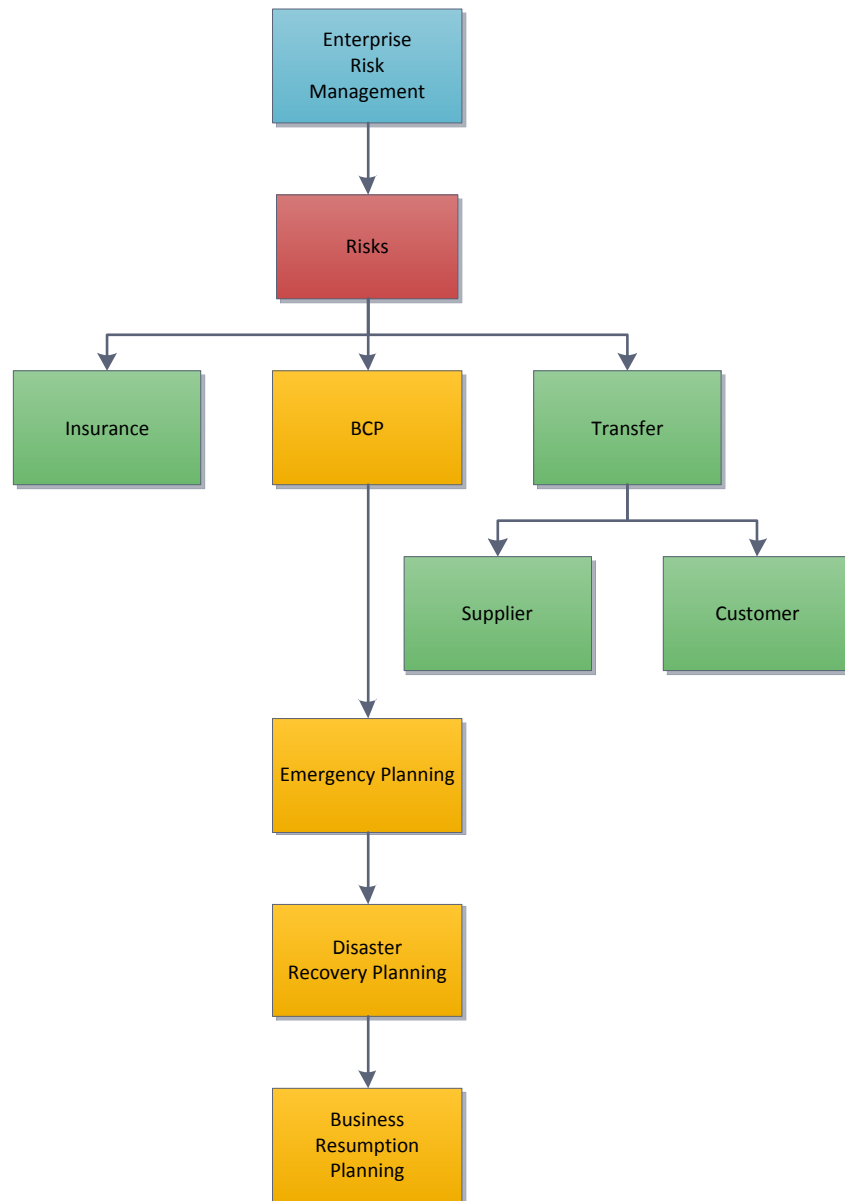 Enterprise
Risk
Management
Risks
Insurance
BCP
Transfer
Supplier
Customer
Emergency Planning
Disaster
Recovery Planning
Business
Resumption
Planning